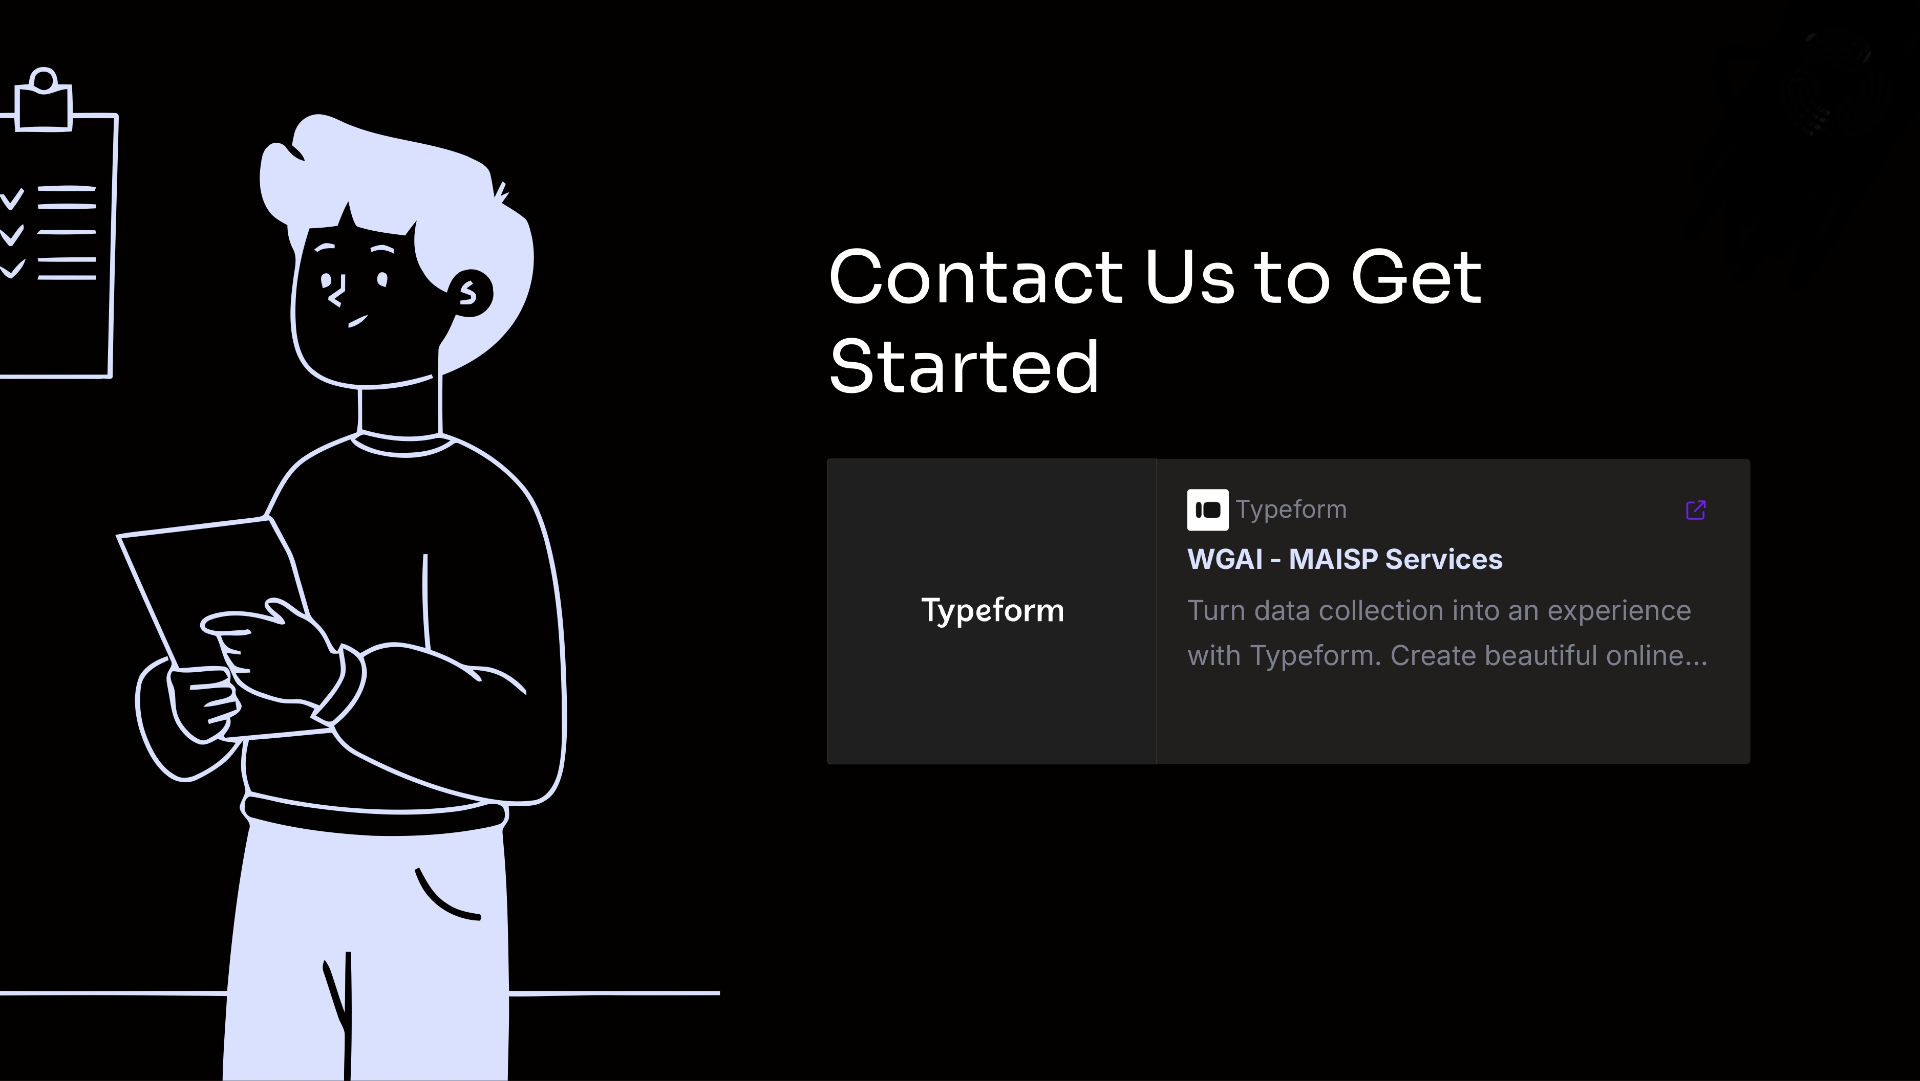 Contact Us to Get
Started
Typeform
Typeform
WGAI - MAISP Services
Turn data collection into an experience
with Typeform. Create beautiful online...